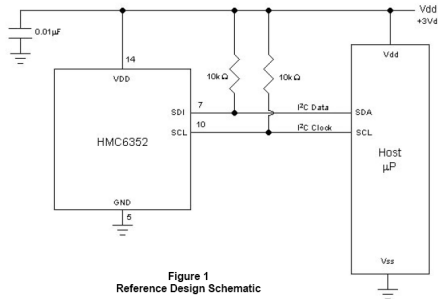 Vdd
+3Vd
0.01µF
14
VDD
Vdd
10kΩ
10kΩ
7
SDI
I²C Data
SDA
10
SCL
I²C Clock
SCL
HMC6352
Host
µP
GND
5
Vss
Figure 1
Reference Design Schematic